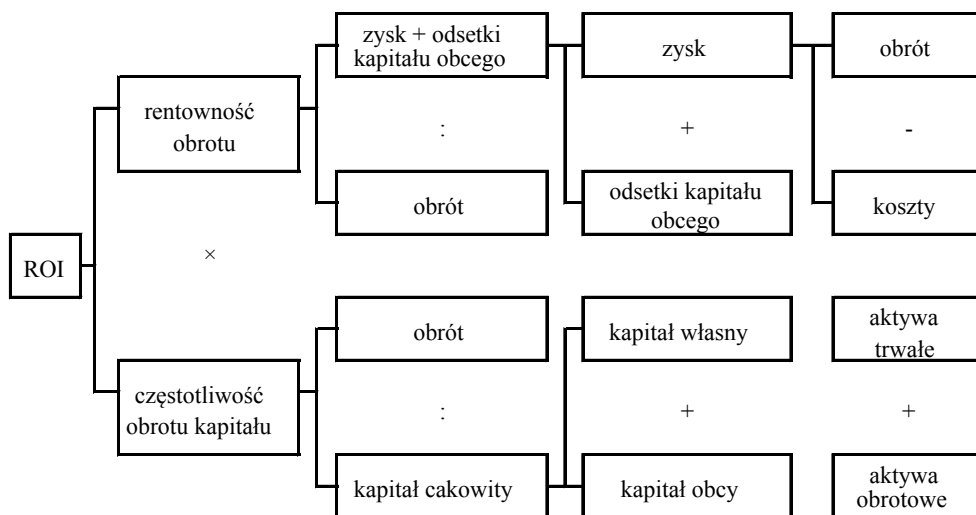 zysk + odsetki
kapitału obcego
zysk
obrót
rentowność
obrotu
:
+
-
obrót
odsetki kapitału
obcego
koszty
ROI
×
obrót
kapitał własny
aktywa
trwałe
częstotliwość
obrotu kapitału
:
+
+
kapitał cakowity
kapitał obcy
aktywa
obrotowe